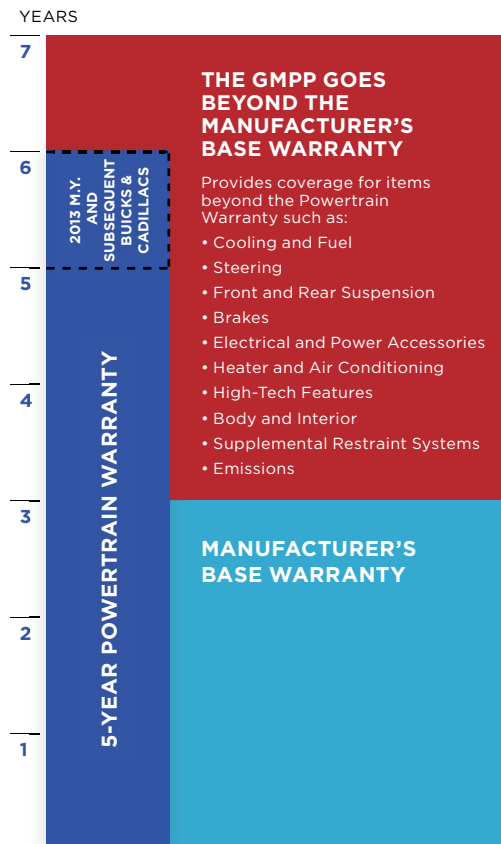 YEARS
7
6
5
4
3
2
1
2013 M.Y.
AND
SUBSEQUENT
BUICKS &
CADILLACS
5-YEAR POWERTRAIN WARRANTY
THE GMPP GOES
BEYOND THE
MANUFACTURER'S
BASE WARRANTY
Provides coverage for items
beyond the Powertrain
Warranty such as:
• Cooling and Fuel
• Steering
• Front and Rear Suspension
• Brakes
• Electrical and Power Accessories
• Heater and Air Conditioning
• High-Tech Features
• Body and Interior
• Supplemental Restraint Systems
• Emissions
MANUFACTURER'S
BASE WARRANTY